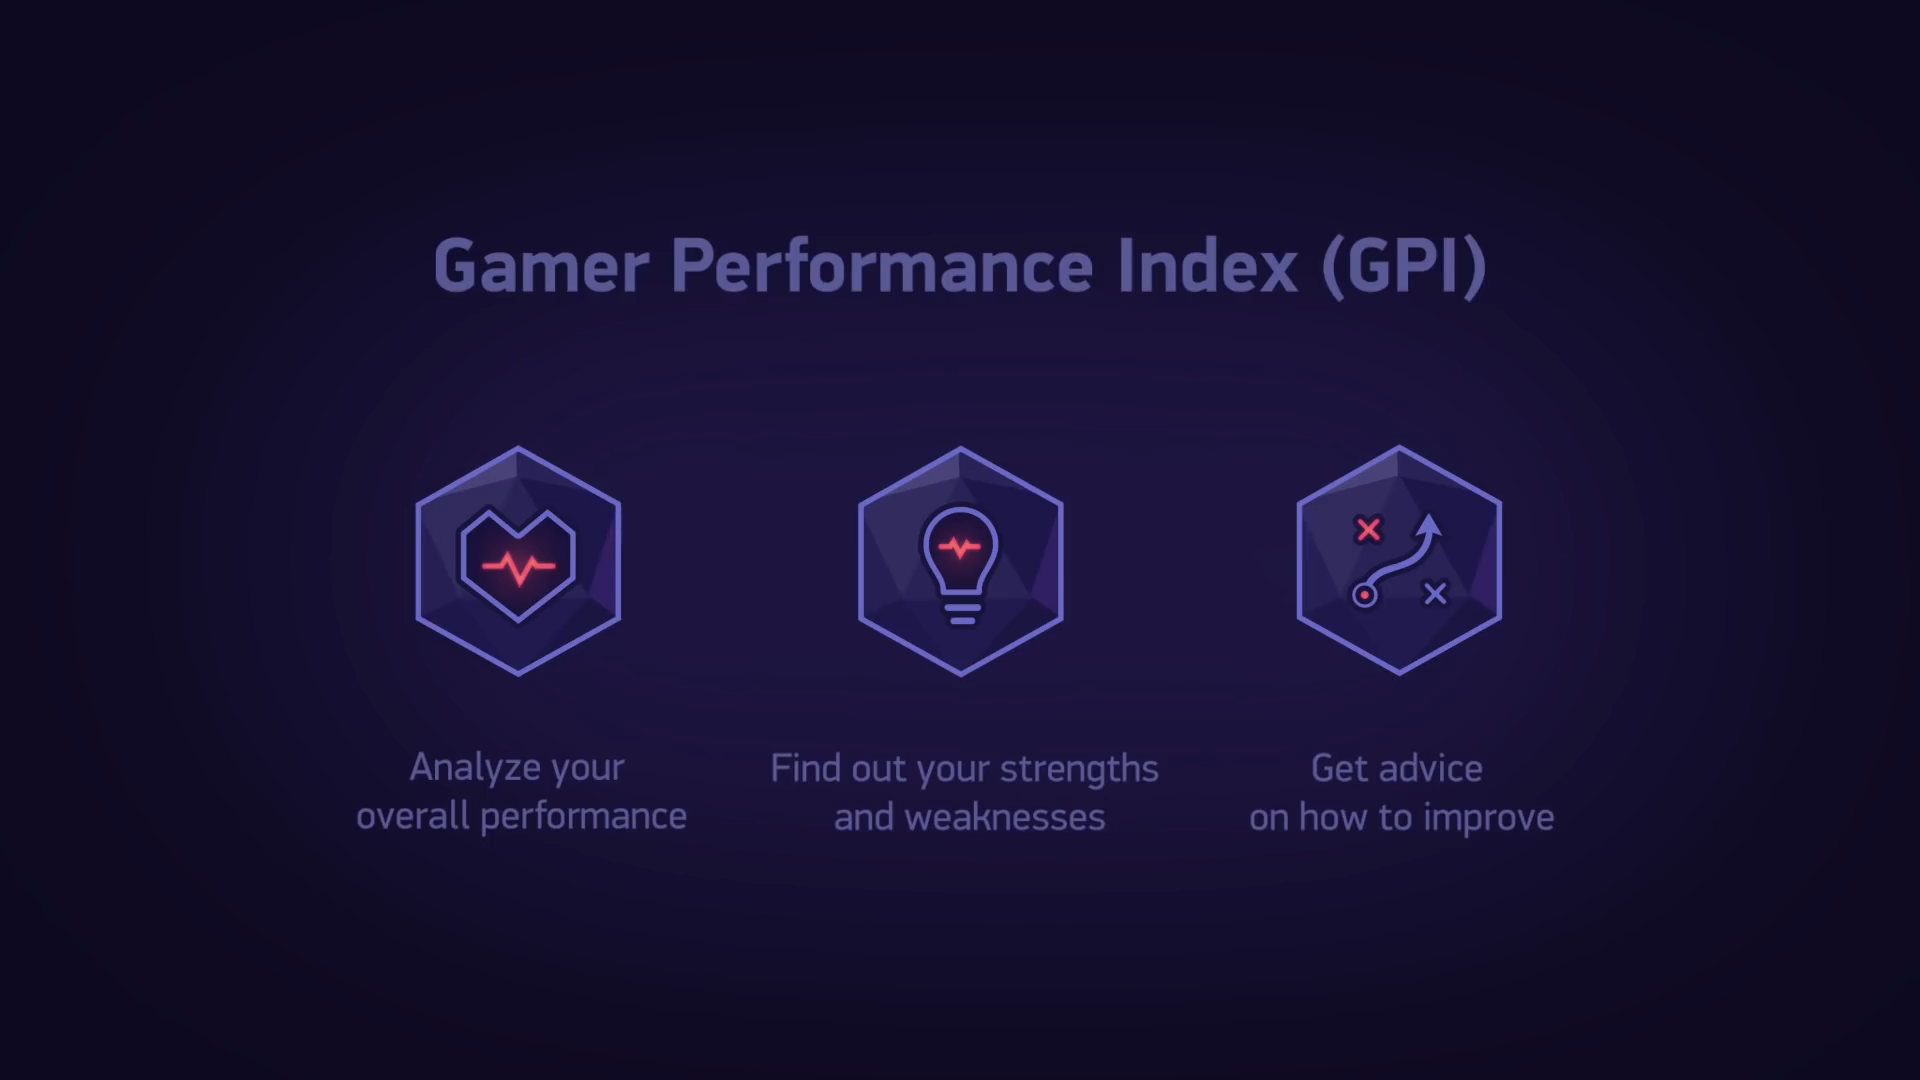 Gamer Performance Index (GPI)
Analyze your
overall performance
Find out your strengths
and weaknesses
Get advice
on how to improve